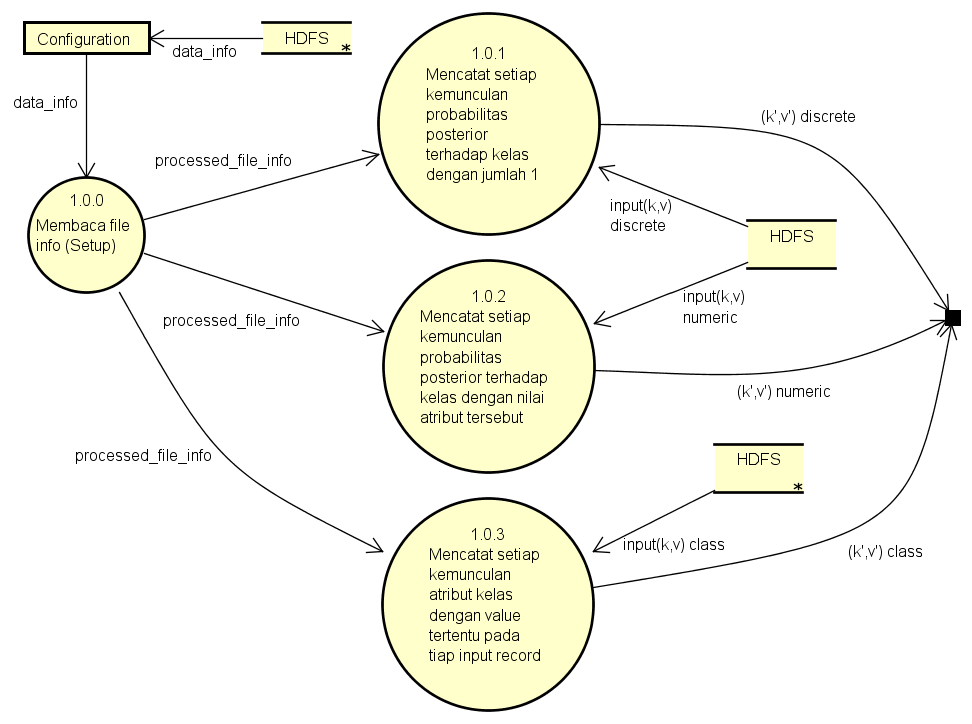 Configuration
data_info
HDFS
*
data_info
processed_file_info
1.0.0
Membaca file
info (Setup)
processed_file_info
processed_file_info
1.0.1
Mencatat setiap
kemunculan
probabilitas
posterior
terhadap kelas
dengan jumlah 1
(k',v') discrete
input(k,v)
discrete
HDFS
input(k,v)
numeric
1.0.2
Mencatat setiap
kemunculan
probabilitas
posterior terhadap
kelas dengan nilai
atribut tersebut
(k',v') numeric
HDFS
*
input(k,v) class
1.0.3
Mencatat setiap
kemunculan
atribut kelas
dengan value
tertentu pada
tiap input record
(k',v') class